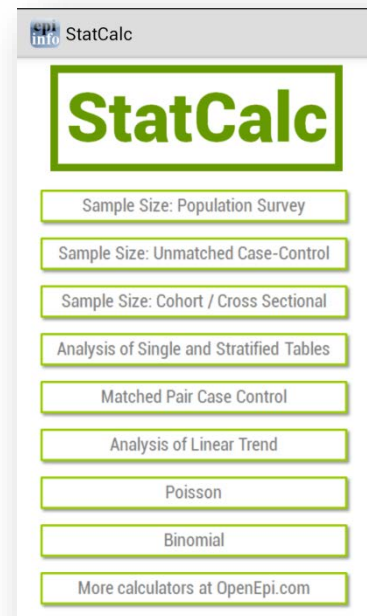 epi
info
StatCalc
StatCalc
Sample Size: Population Survey
Sample Size: Unmatched Case-Control
Sample Size: Cohort / Cross Sectional
Analysis of Single and Stratified Tables
Matched Pair Case Control
Analysis of Linear Trend
Poisson
Binomial
More calculators at OpenEpi.com